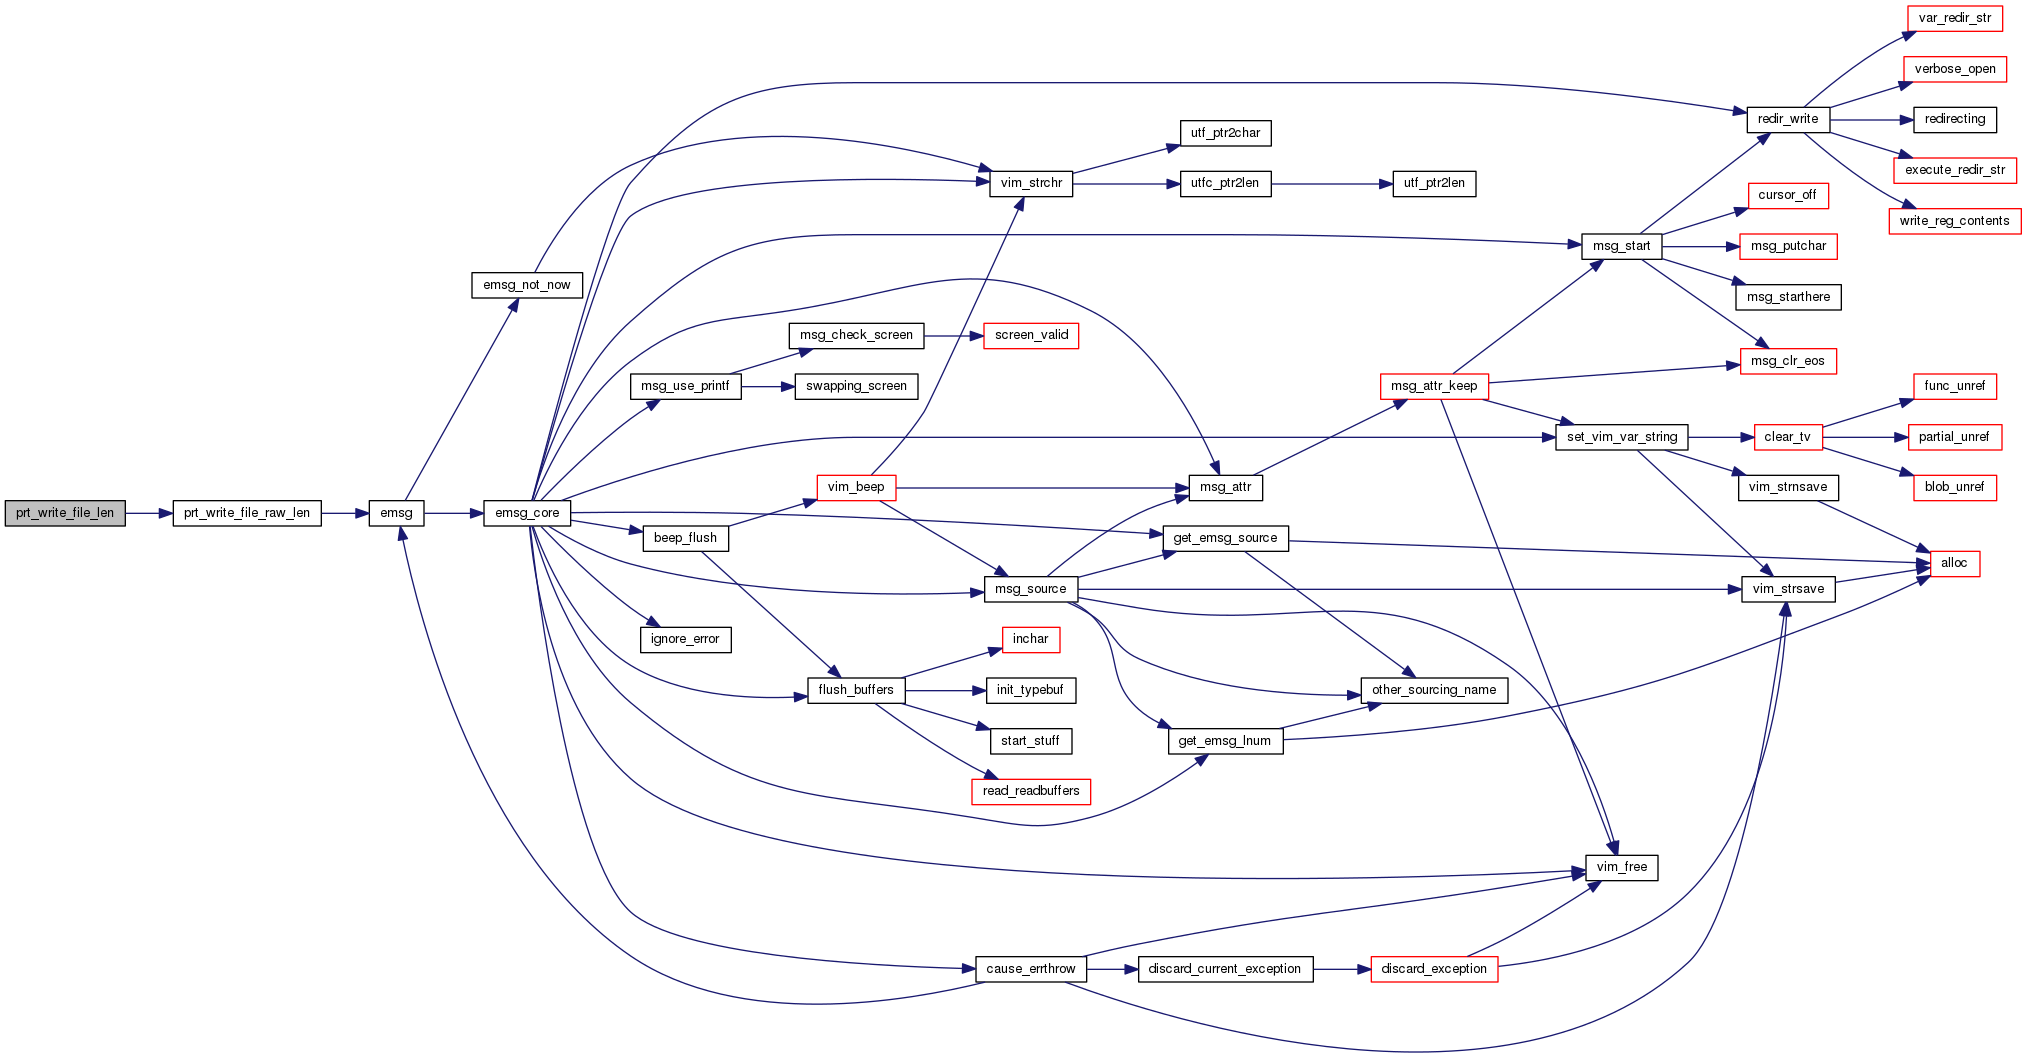 var_redir_str
verbose_open
redir_write
redirecting
utf_ptr2char
execute_redir_str
vim_strchr
utfc_ptr2len
utf_ptr2len
cursor_off
write_reg_contents
msg_start
msg_putchar
emsg_not_now
msg_starthere
msg_check_screen
screen_valid
msg_clr_eos
msg_use_printf
swapping_screen
msg_attr_keep
func_unref
set_vim_var_string
clear_tv
partial_unref
vim_beep
msg_attr
vim_strnsave
blob_unref
prt_write_file_len
prt_write_file_raw_len
emsg
emsg_core
beep_flush
get_emsg_source
alloc
msg_source
vim_strsave
ignore_error
inchar
flush_buffers
init_typebuf
other_sourcing_name
start_stuff
get_emsg_lnum
read_readbuffers
vim_free
cause_errthrow
discard_current_exception
discard_exception